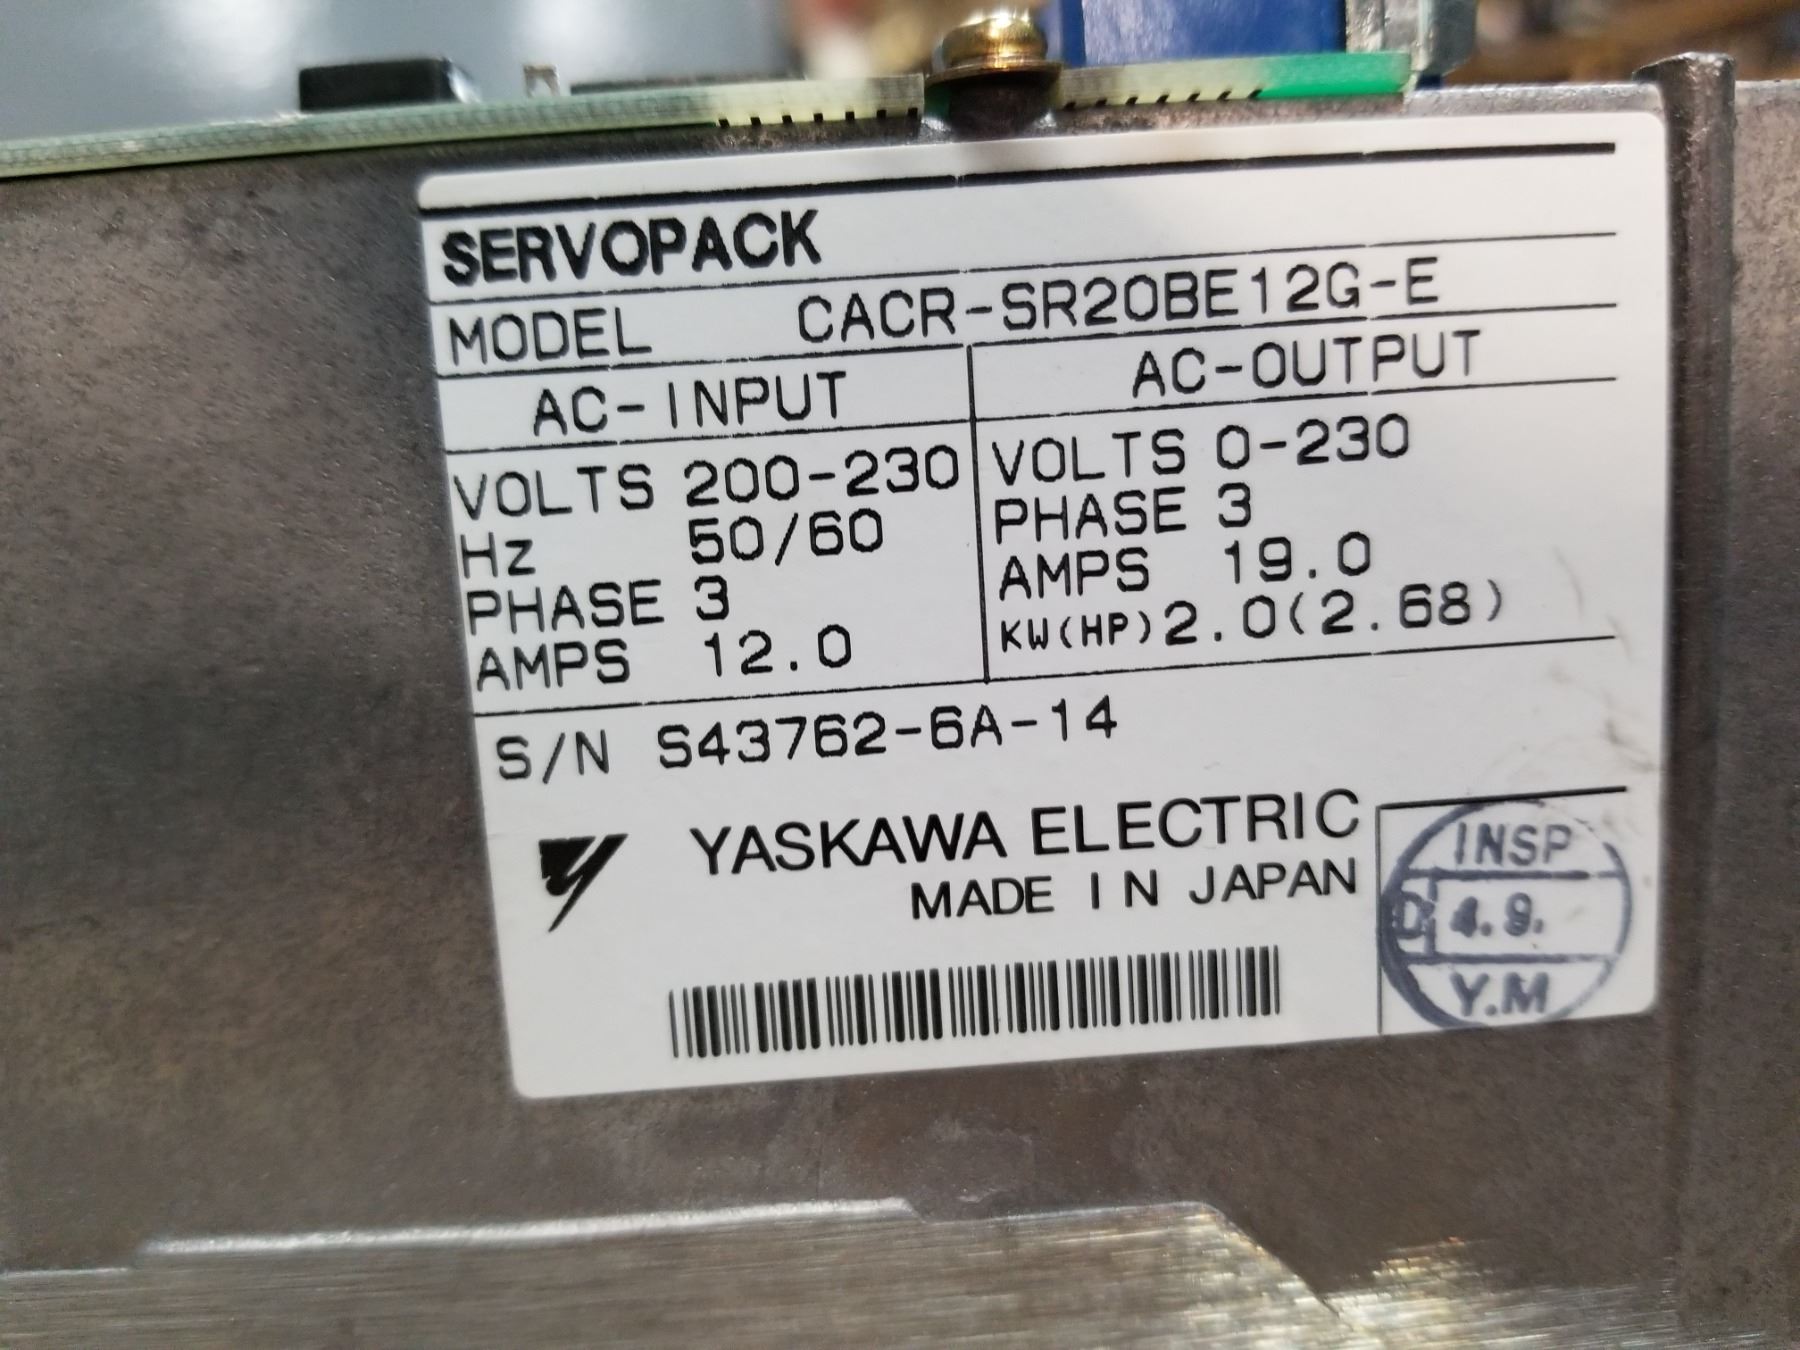 SERVOPACK
MODEL CACR-SR20BE12G-E
AC-INPUT
VOLTS 200-230
Hz 50/60
PHASE 3
AMPS 12.0
AC-OUTPUT
VOLTS 0-230
PHASE 3
AMPS 19.0
KW(HP) 2.0(2.68)
S/N S43762-6A-14
YASKAWA ELECTRIC
MADE IN JAPAN
INSP
4.9.
Y.M